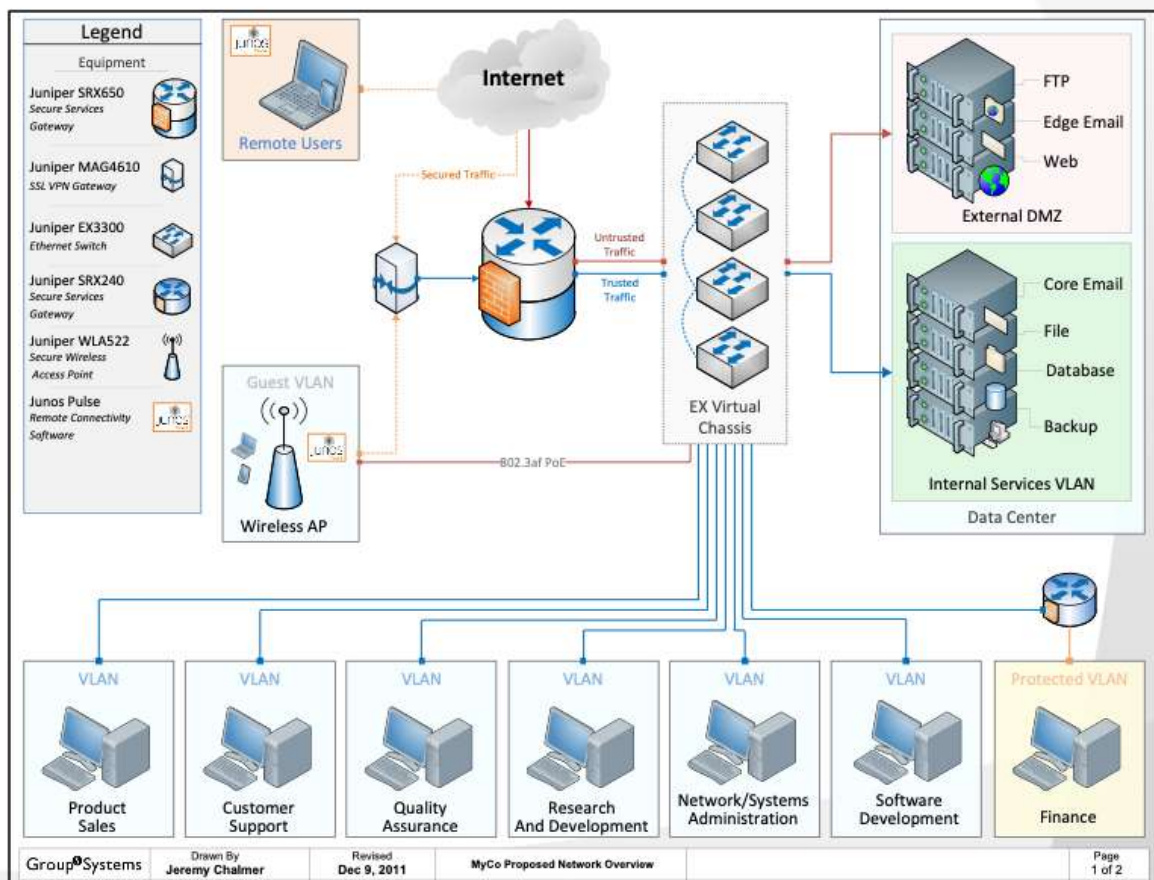 Legend
Equipment
Juniper SRX650
Secure Services
Gateway
Juniper MAG4610
SSL VPN Gateway
Juniper EX3300
Ethernet Switch
Juniper SRX240
Secure Services
Gateway
Juniper WLA522
Secure Wireless
Access Point
Junos Pulse
Remote Connectivity
Software
JUNOS
JUNOS
Remote Users
Internet
Secured Traffic
Untrusted
Traffic
Trusted
Traffic
Guest VLAN
JUNOS
Wireless AP
802.3af PoE
EX Virtual
Chassis
FTP
Edge Email
Web
External DMZ
Core Email
File
Database
Backup
Internal Services VLAN
Data Center
VLAN
Product
Sales
VLAN
Customer
Support
VLAN
Quality
Assurance
VLAN
Research
And Development
VLAN
Network/Systems
Administration
VLAN
Software
Development
Protected VLAN
Finance
Group1Systems
Drawn By
Jeremy Chalmer
Revised
Dec 9, 2011
MyCo Proposed Network Overview
Page
1 of 2